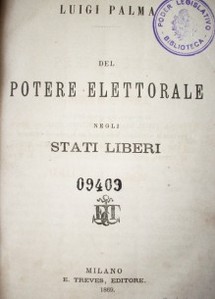 LUIGI PALMA
PODER LEGISLATIVO
BIBLIOTECA
DEL
POTERE ELETTORALE
NEGLI
STATI LIBERI
09403
MILANO
E. TREVES, EDITORE.
1869.